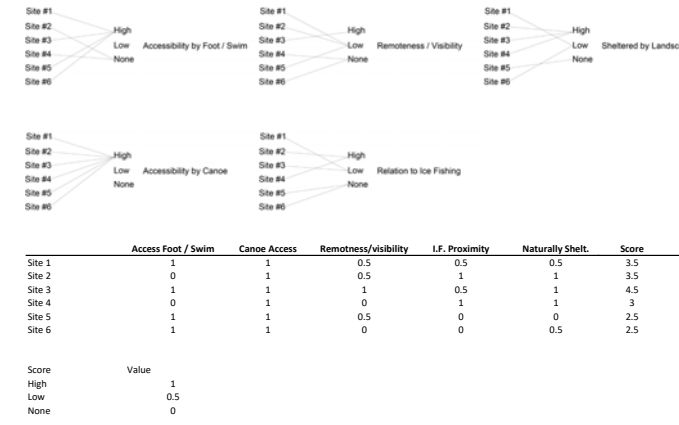 Site #1 Site #1 Site #1
Site #2 High Site #2 High Site #2 High
Site #3 Low Accessibility by Foot / Swim Site #3 Low Remoteness / Visibility Site #3 Low Sheltered by Landsc
Site #4 None Site #4 None Site #4 None
Site #5 Site #5 Site #5
Site #6 Site #6 Site #6
Site #1 Site #1
Site #2 High Site #2 High
Site #3 Low Accessibility by Canoe Site #3 Low Relation to Ice Fishing
Site #4 None Site #4 None
Site #5 Site #5
Site #6 Site #6
Access Foot / Swim Canoe Access Remotness/visibility I.F. Proximity Naturally Shelt. Score
Site 1 1 1 0.5 0.5 0.5 3.5
Site 2 0 1 0.5 1 1 3.5
Site 3 1 1 1 0.5 1 4.5
Site 4 0 1 0 1 1 3
Site 5 1 1 0.5 0 0 2.5
Site 6 1 1 0 0 0.5 2.5
Score Value
High 1
Low 0.5
None 0